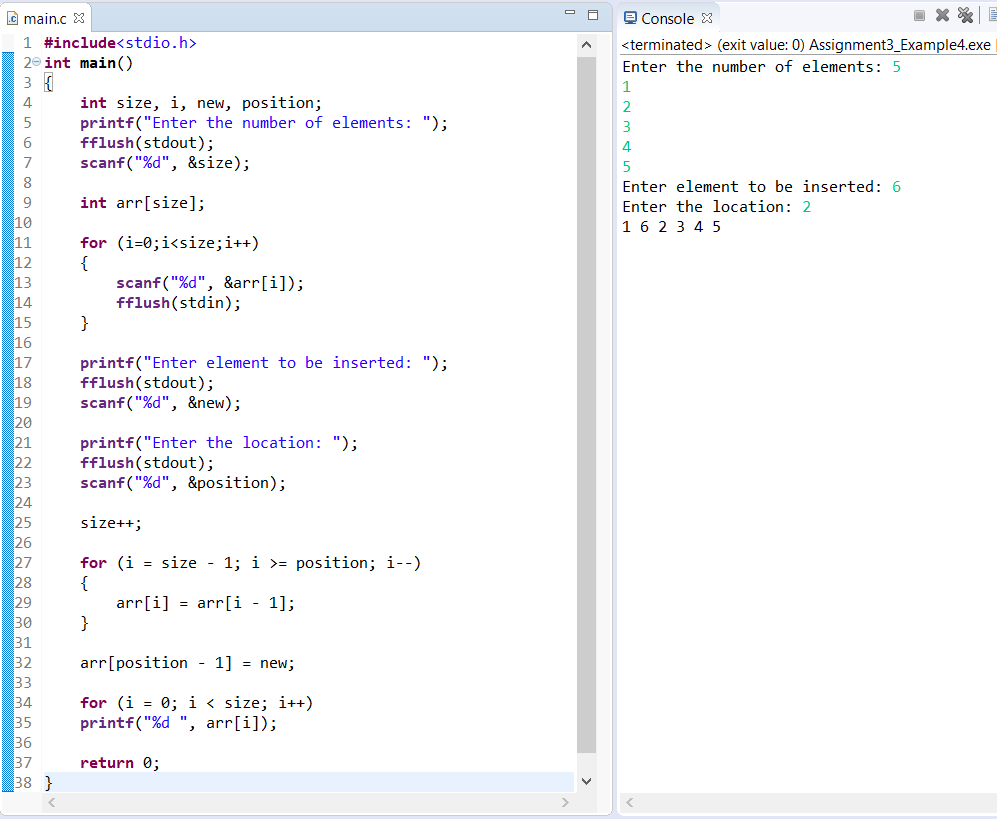 main.c
1 #include<stdio.h>
2 int main()
3 {
4     int size, i, new, position;
5     printf("Enter the number of elements: ");
6     fflush(stdout);
7     scanf("%d", &size);
8
9     int arr[size];
10
11     for (i=0;i<size;i++)
12     {
13         scanf("%d", &arr[i]);
14         fflush(stdin);
15     }
16
17     printf("Enter element to be inserted: ");
18     fflush(stdout);
19     scanf("%d", &new);
20
21     printf("Enter the location: ");
22     fflush(stdout);
23     scanf("%d", &position);
24
25     size++;
26
27     for (i = size - 1; i >= position; i--)
28     {
29         arr[i] = arr[i - 1];
30     }
31
32     arr[position - 1] = new;
33
34     for (i = 0; i < size; i++)
35     printf("%d ", arr[i]);
36
37     return 0;
38 }
Console
<terminated> (exit value: 0) Assignment3_Example4.exe
Enter the number of elements: 5
1
2
3
4
5
Enter element to be inserted: 6
Enter the location: 2
1 6 2 3 4 5